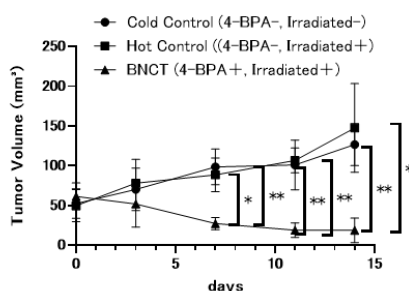 Cold Control (4-BPA-, Irradiated-)
Hot Control ((4-BPA-, Irradiated+)
BNCT (4-BPA+, Irradiated+)
Tumor Volume (mm³)
250
200
150
100
50
0
* ** ** ** ** *
0 5 10 15
days